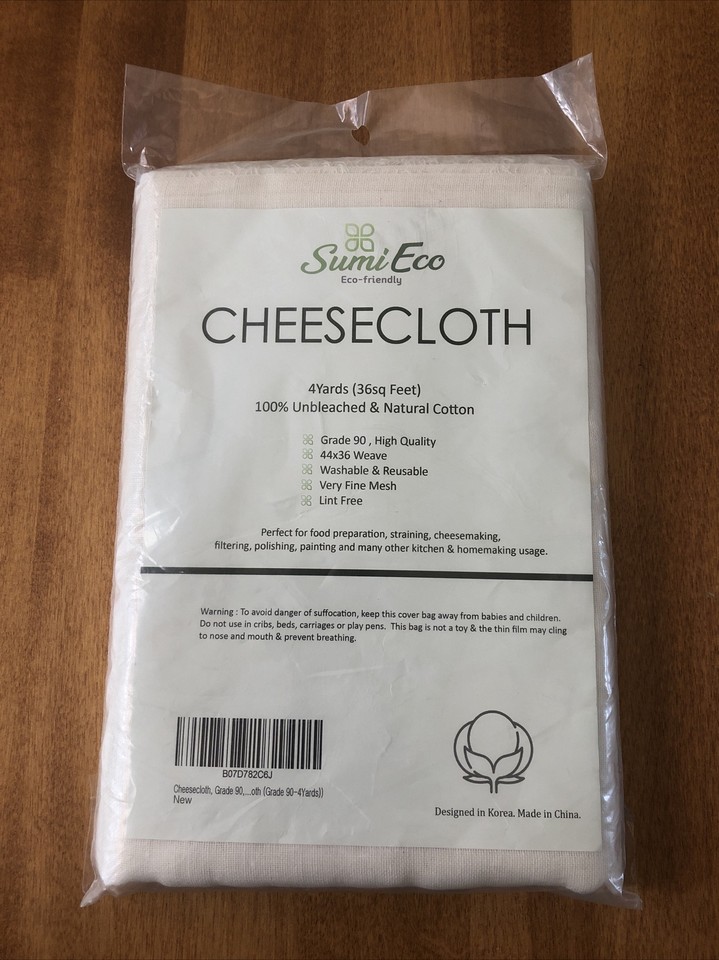 Sumi Eco
Eco-friendly
CHEESECLOTH
4Yards (36sq Feet)
100% Unbleached & Natural Cotton
Grade 90 , High Quality
44x36 Weave
Washable & Reusable
Very Fine Mesh
Lint Free
Perfect for food preparation, straining, cheesemaking,
filtering, polishing, painting and many other kitchen & homemaking usage.
Warning : To avoid danger of suffocation, keep this cover bag away from babies and children.
Do not use in cribs, beds, carriages or play pens. This bag is not a toy & the thin film may cling
to nose and mouth & prevent breathing.
B07D782C6J
Cheesecloth, Grade 90,...oth (Grade 90-4Yards))
New
Designed in Korea. Made in China.